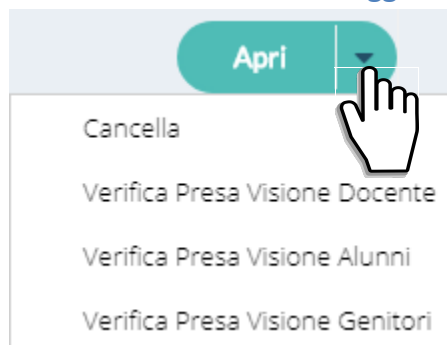 Apri
Cancella
Verifica Presa Visione Docente
Verifica Presa Visione Alunni
Verifica Presa Visione Genitori